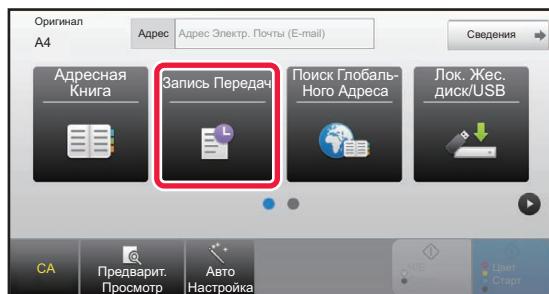 Оригинал
A4
Адрес
Адрес Электр. Почты (E-mail)
Сведения
Адресная
Книга
Запись Передач
Поиск Глобаль-
Ного Адреса
Лок. Жес.
диск/USB
CA
Предварит.
Просмотр
Авто
Настройка
Ч/Б
Цвет
Старт